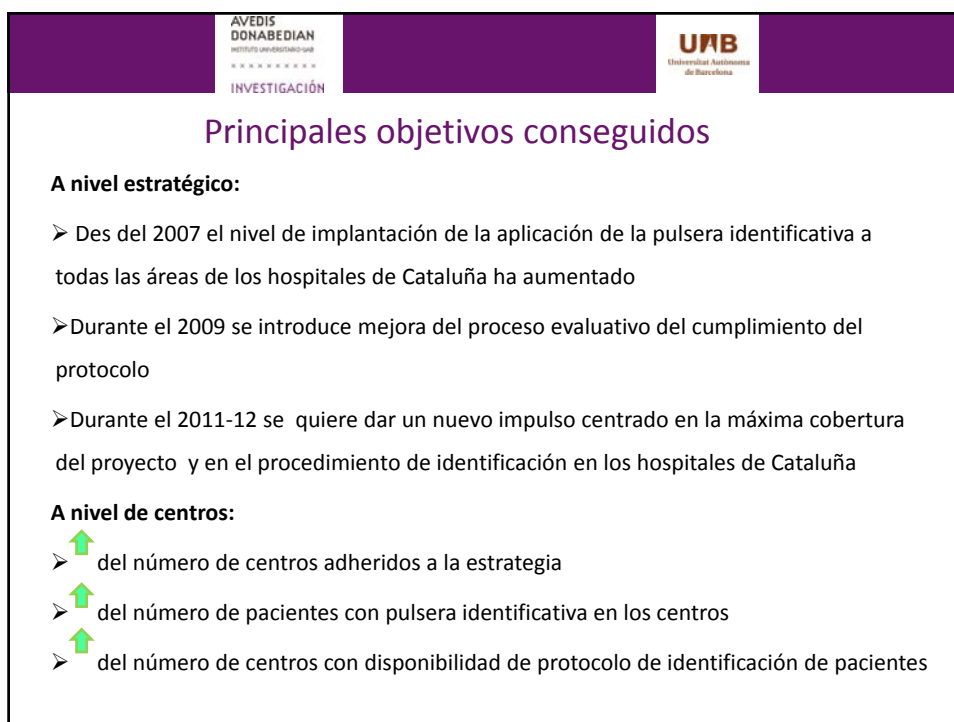 AVEDIS
DONABEDIAN
INSTITUTO UNIVERSITARIO-UAB
INVESTIGACIÓN
UAB
Universitat Autònoma
de Barcelona
Principales objetivos conseguidos
A nivel estratégico:
➢ Des del 2007 el nivel de implantación de la aplicación de la pulsera identificativa a
todas las áreas de los hospitales de Cataluña ha aumentado
➢Durante el 2009 se introduce mejora del proceso evaluativo del cumplimiento del
protocolo
➢Durante el 2011-12 se quiere dar un nuevo impulso centrado en la máxima cobertura
del proyecto y en el procedimiento de identificación en los hospitales de Cataluña
A nivel de centros:
➢ del número de centros adheridos a la estrategia
➢ del número de pacientes con pulsera identificativa en los centros
➢ del número de centros con disponibilidad de protocolo de identificación de pacientes